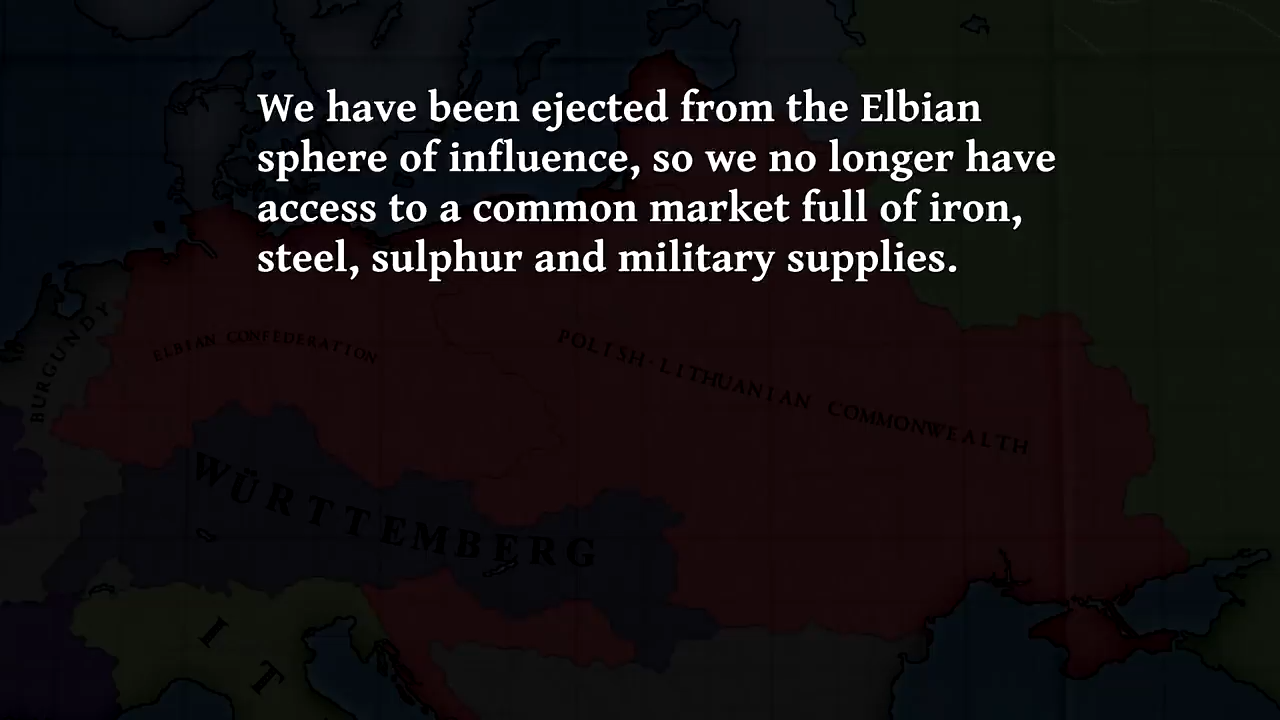 We have been ejected from the Elbian
sphere of influence, so we no longer have
access to a common market full of iron,
steel, sulphur and military supplies.
BURGUNDY
ELBIAN CONFEDERATION
POLISH-LITHUANIAN COMMONWEALTH
WÜRTTEMBERG
I T